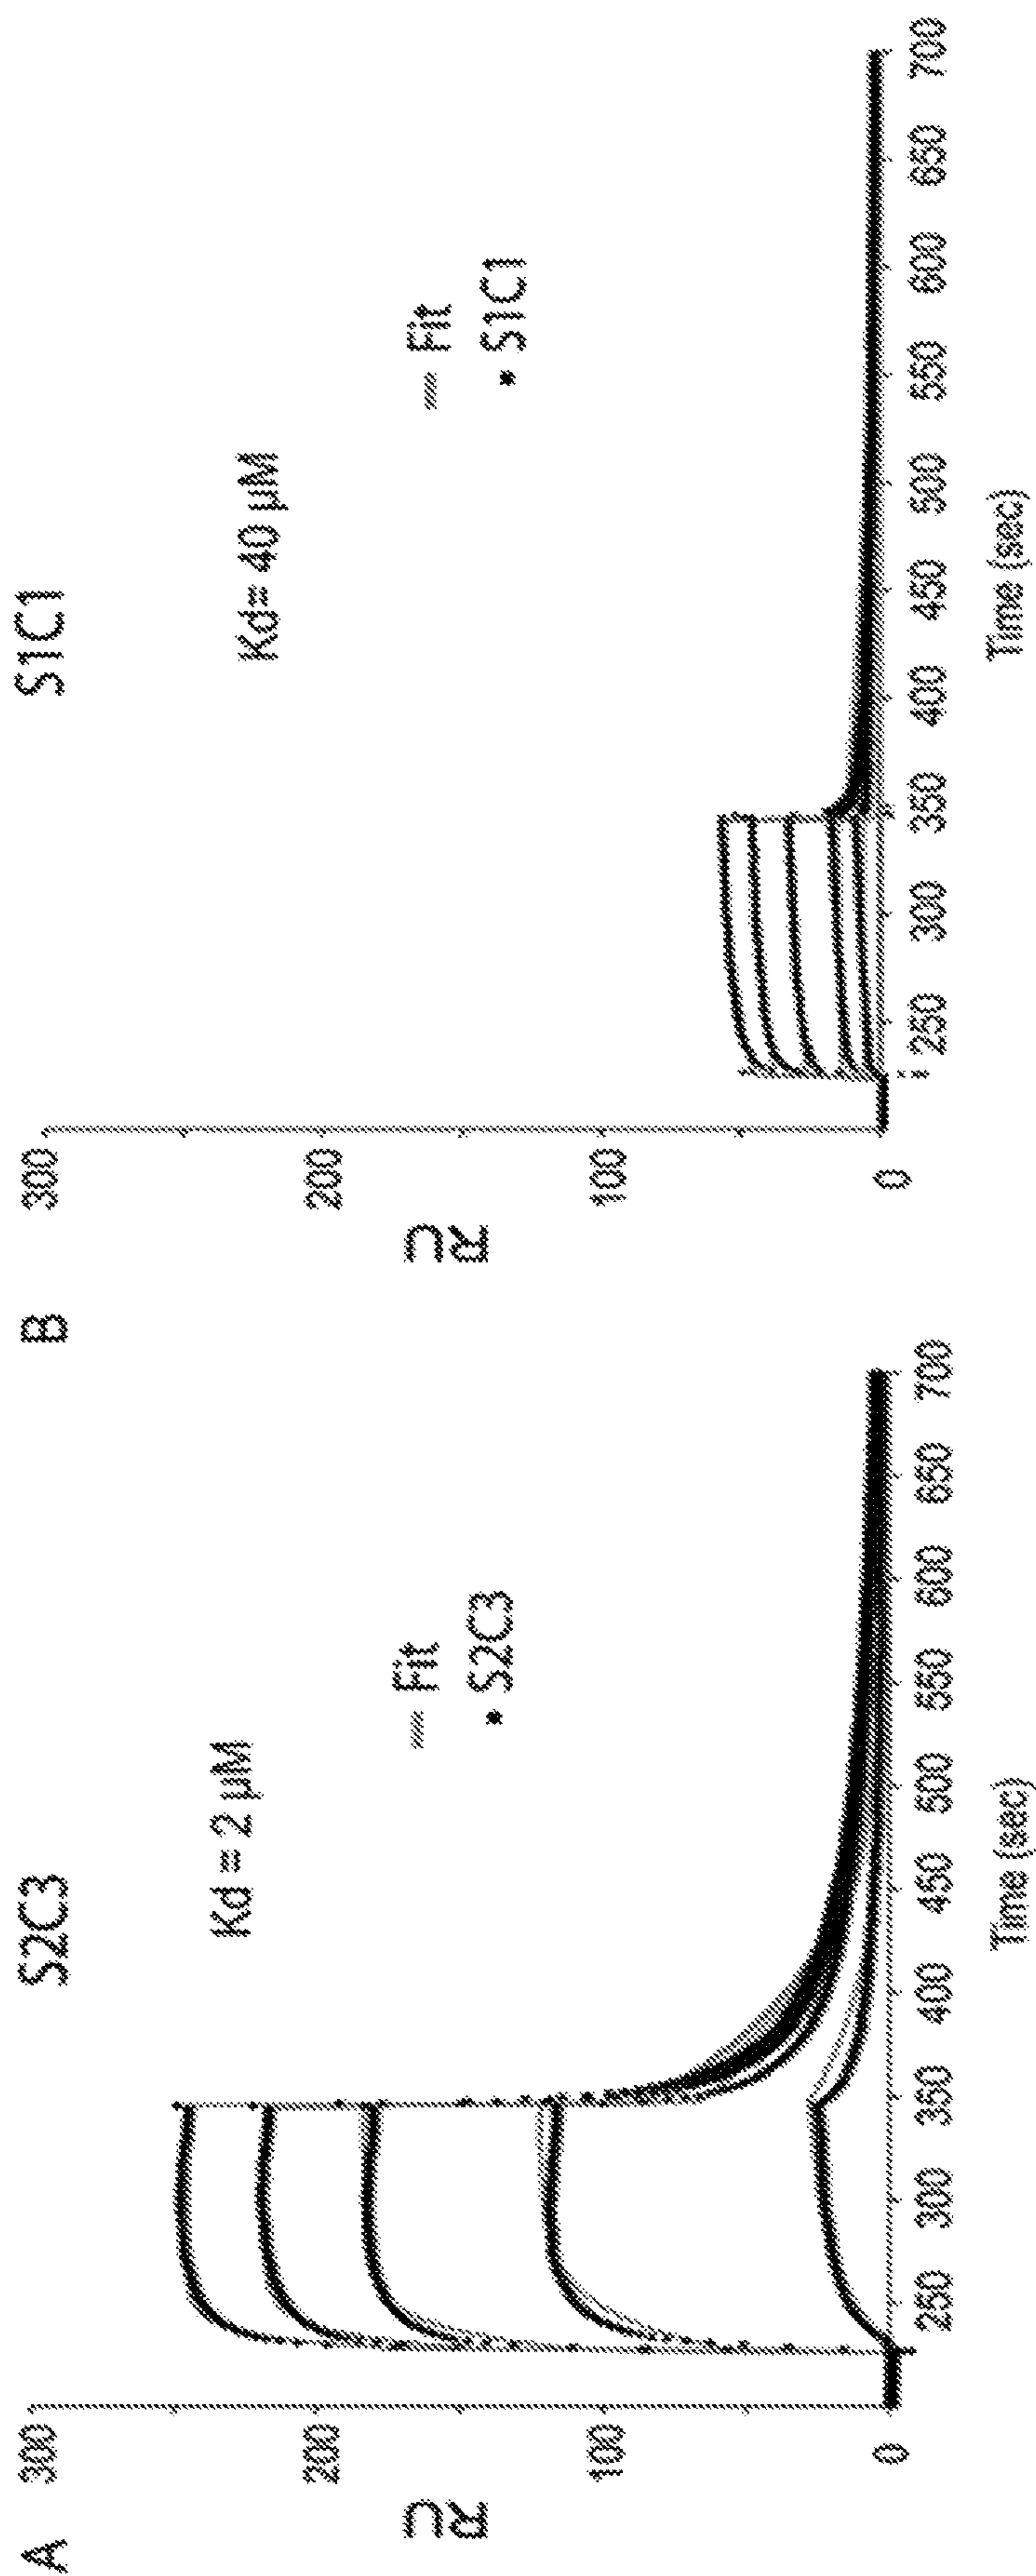 A
S2C3
300
200
100
0
RU
Kd = 2 μM
— Fit
• S2C3
250 300 350 400 450 500 550 600 650 700
Time (sec)
B
S1C1
300
200
100
0
RU
Kd= 40 μM
— Fit
• S1C1
250 300 350 400 450 500 550 600 650 700
Time (sec)